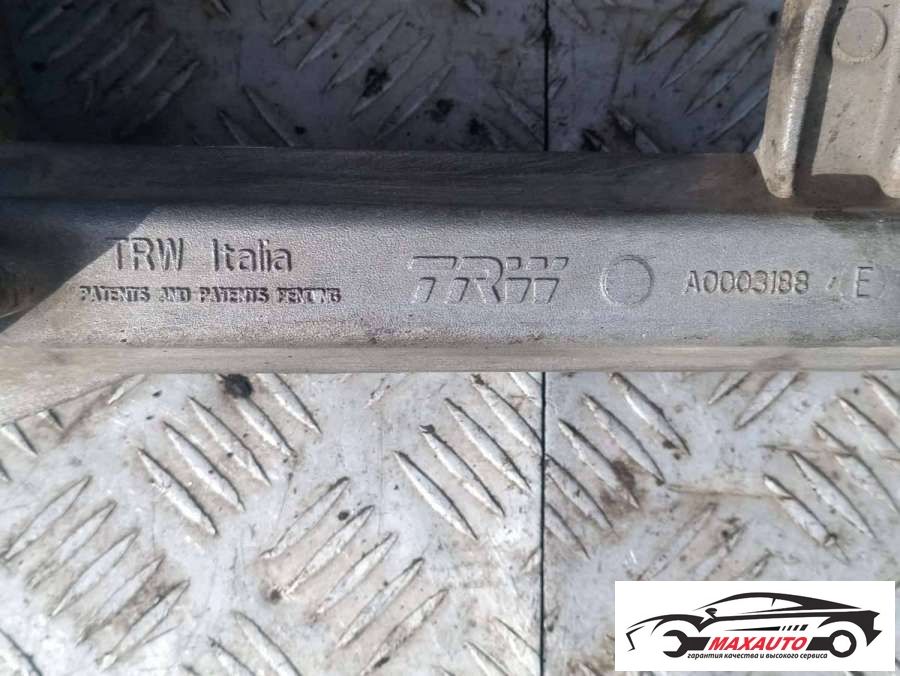 TRW Italia
PATENTS AND PATENTS PENDING
TRW
A0003188 E
MAXAUTO
гарантия качества и высокого сервиса